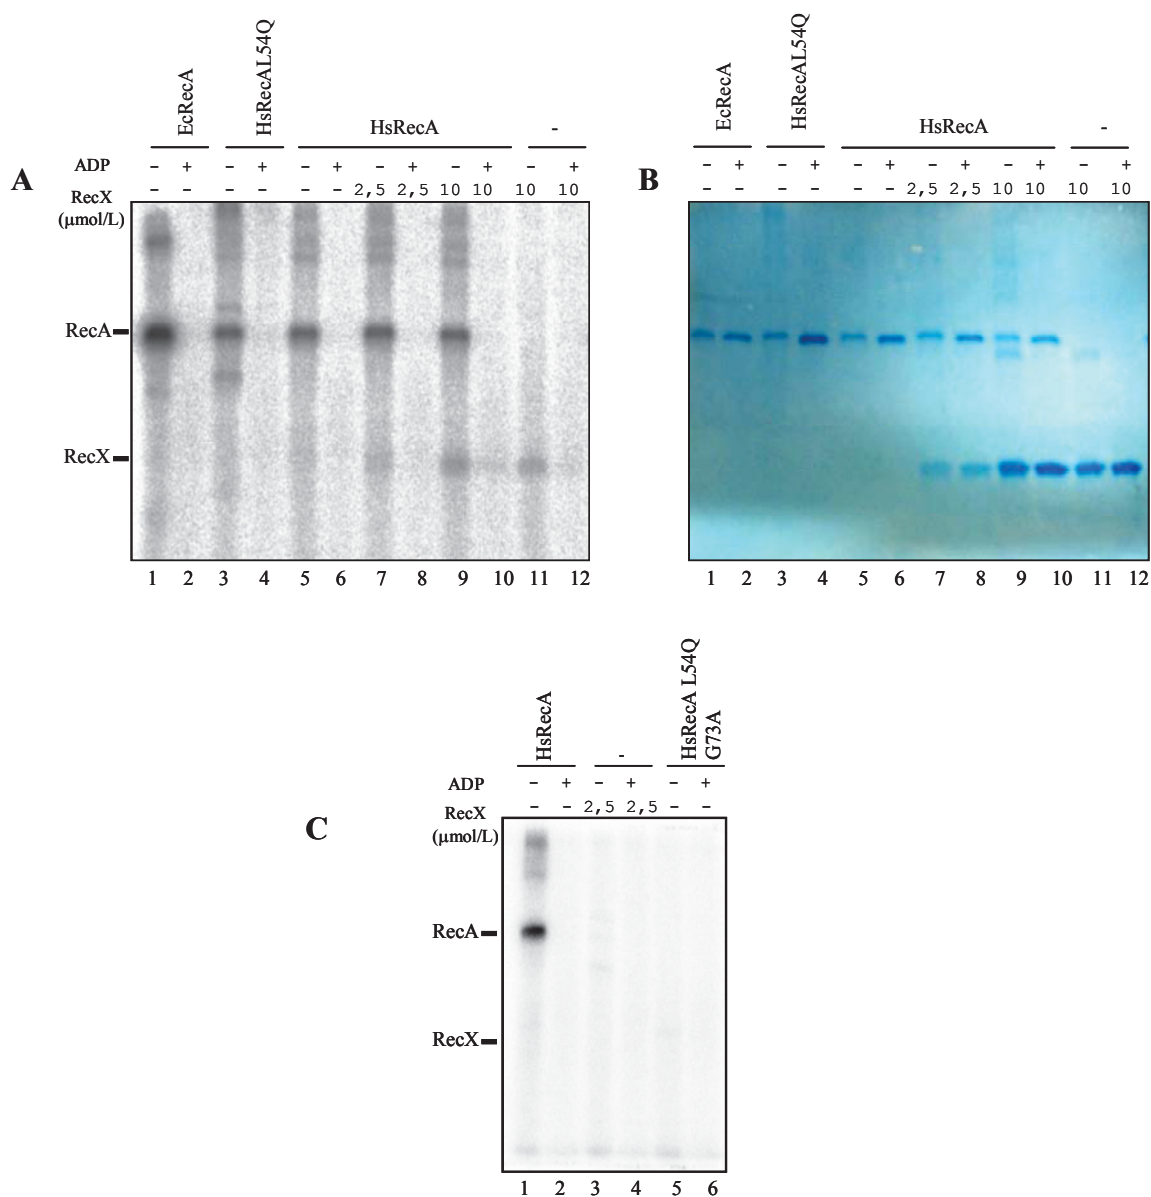 A
EcRecA
HsRecAL54Q
HsRecA
-
ADP
– + – + – + – + – + – +
RecX
– – – – – – 2,5 2,5 10 10 10 10
(µmol/L)
RecA
RecX
1 2 3 4 5 6 7 8 9 10 11 12
B
EcRecA
HsRecAL54Q
HsRecA
-
– + – + – + – + – + – +
– – – – – – 2,5 2,5 10 10 10 10
1 2 3 4 5 6 7 8 9 10 11 12
C
HsRecA
-
HsRecA L54Q
G73A
ADP
– + – + – +
RecX
– – 2,5 2,5 – –
(µmol/L)
RecA
RecX
1 2 3 4 5 6